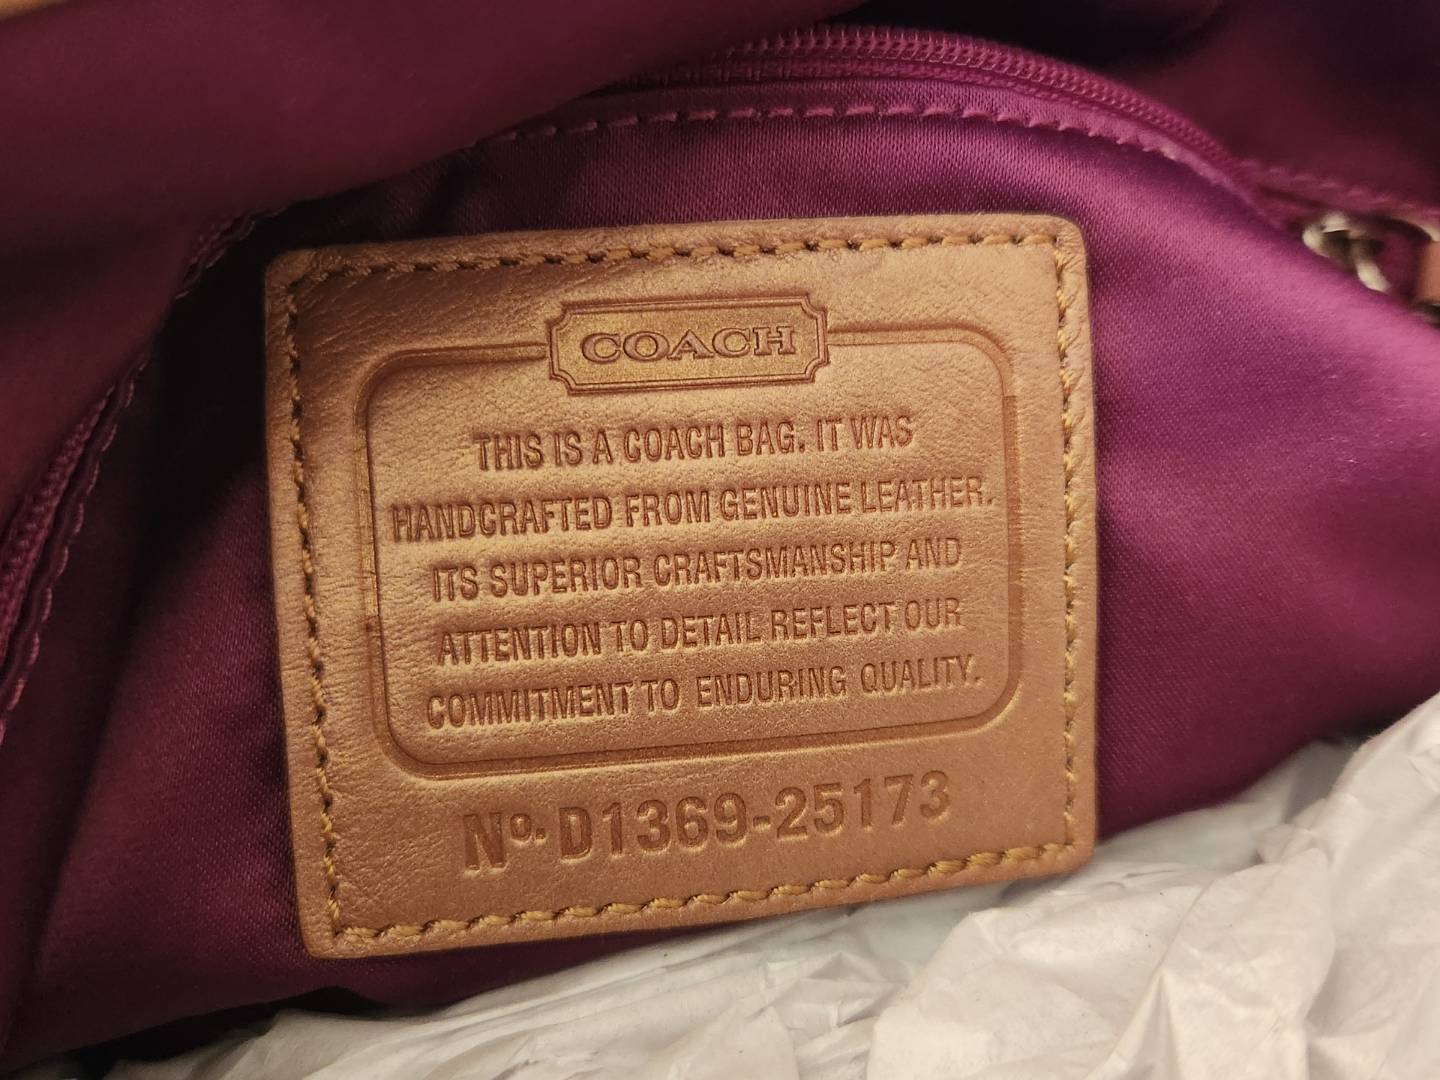 COACH
THIS IS A COACH BAG. IT WAS
HANDCRAFTED FROM GENUINE LEATHER.
ITS SUPERIOR CRAFTSMANSHIP AND
ATTENTION TO DETAIL REFLECT OUR
COMMITMENT TO ENDURING QUALITY.
Nº. D1369-25173